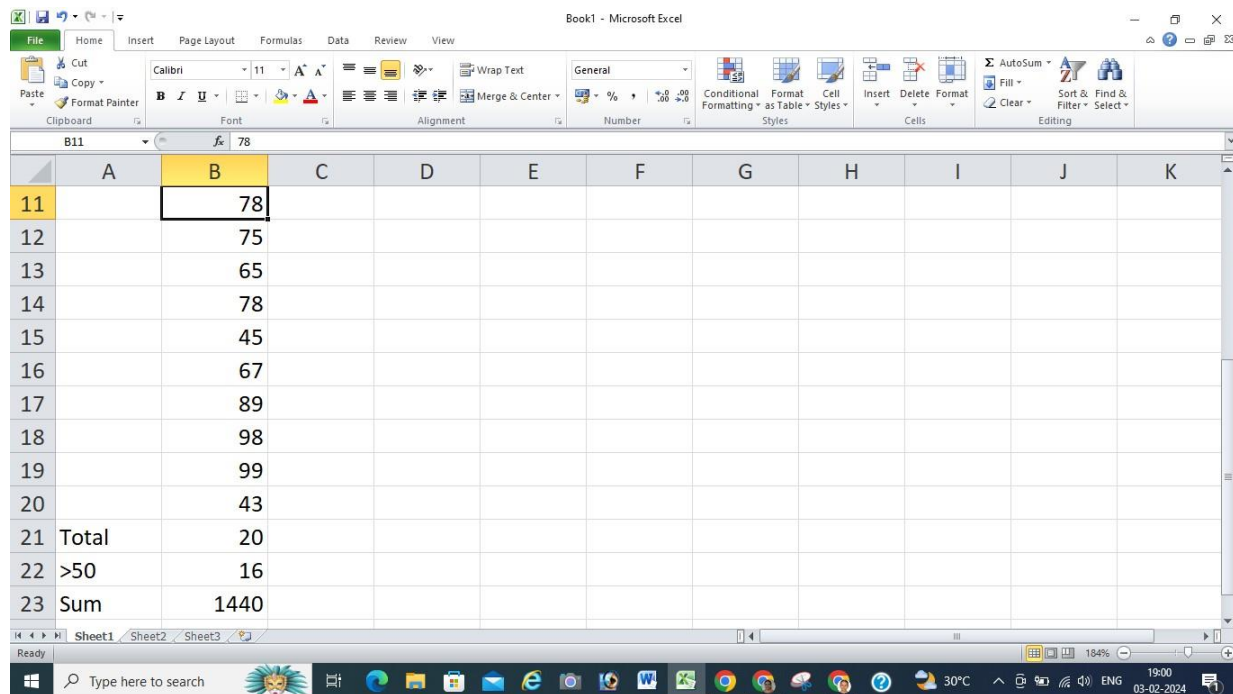 Book1 - Microsoft Excel
File Home Insert Page Layout Formulas Data Review View
Paste
Cut
Copy
Format Painter
Clipboard
Calibri 11 A A
B I U A
Font
Wrap Text
Merge & Center
Alignment
General
% , .0 .00 .00 .0
Number
Conditional Formatting
Format as Table
Cell Styles
Styles
Insert Delete Format
Cells
Σ AutoSum
Fill
Clear
Sort & Filter
Find & Select
Editing
B11 fx 78
A B C D E F G H I J K
11 78
12 75
13 65
14 78
15 45
16 67
17 89
18 98
19 99
20 43
21 Total 20
22 >50 16
23 Sum 1440
Sheet1 Sheet2 Sheet3
Ready 184%
Type here to search 30°C ENG 19:00
03-02-2024